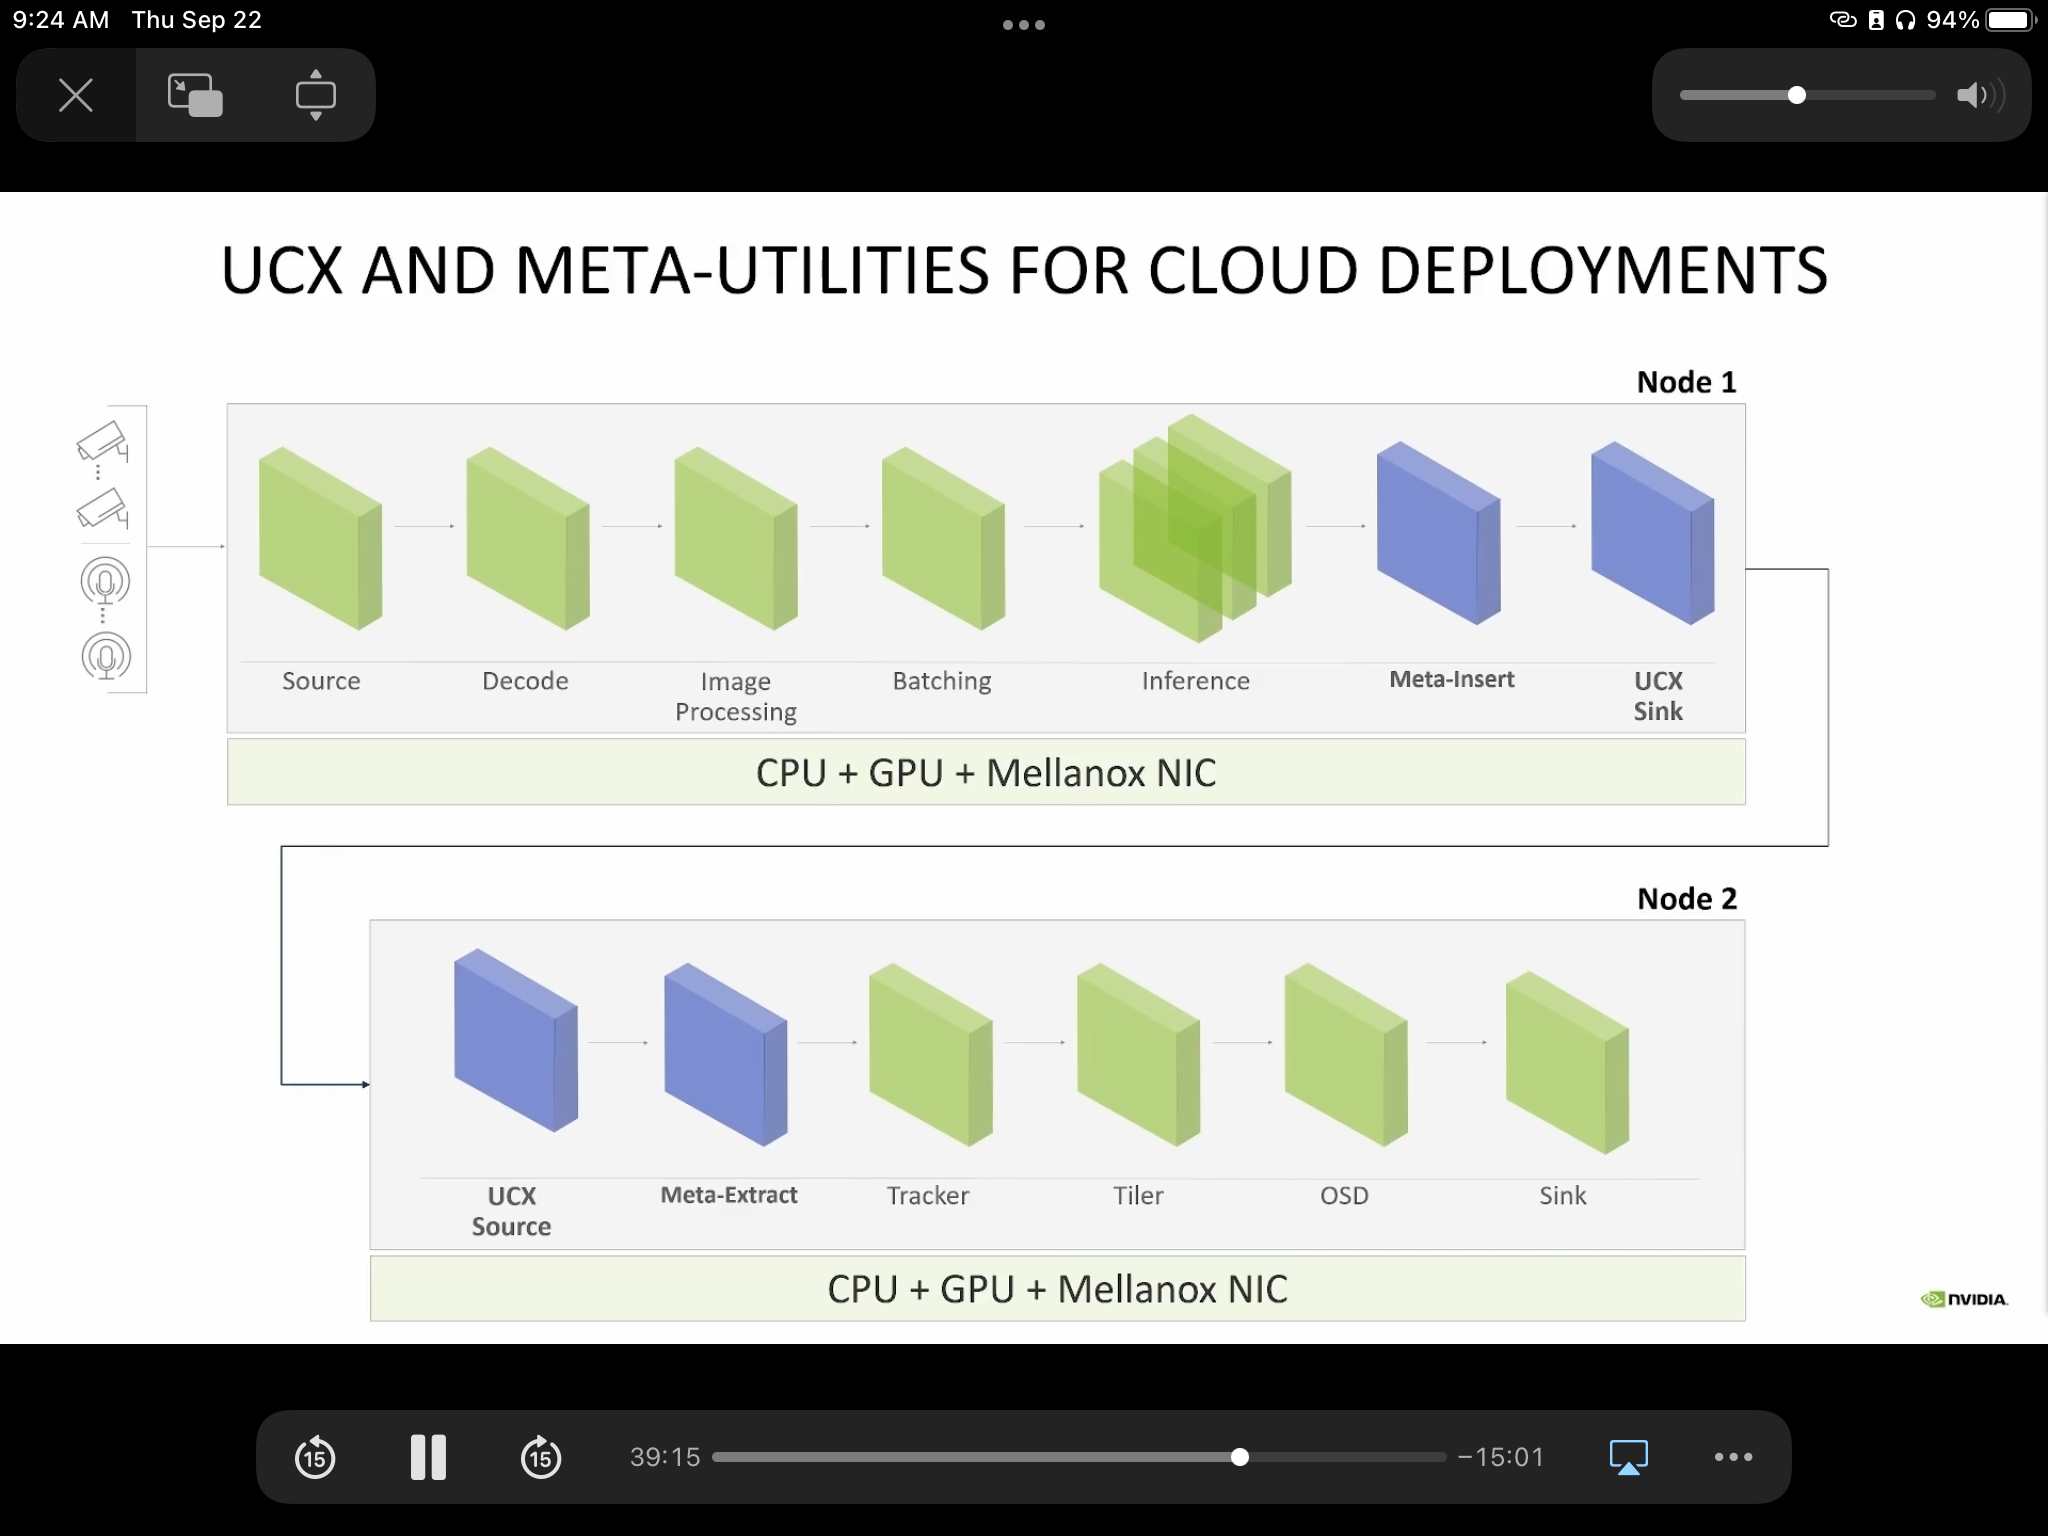 9:24 AM Thu Sep 22
94%
UCX AND META-UTILITIES FOR CLOUD DEPLOYMENTS
Node 1
Source
Decode
Image
Processing
Batching
Inference
Meta-Insert
UCX
Sink
CPU + GPU + Mellanox NIC
Node 2
UCX
Source
Meta-Extract
Tracker
Tiler
OSD
Sink
CPU + GPU + Mellanox NIC
NVIDIA.
15
15
39:15
−15:01